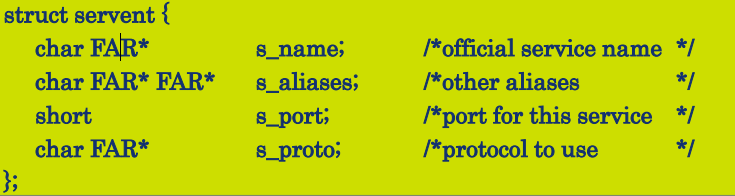 struct servent {
char FAR* s_name; /*official service name */
char FAR* FAR* s_aliases; /*other aliases */
short s_port; /*port for this service */
char FAR* s_proto; /*protocol to use */
};